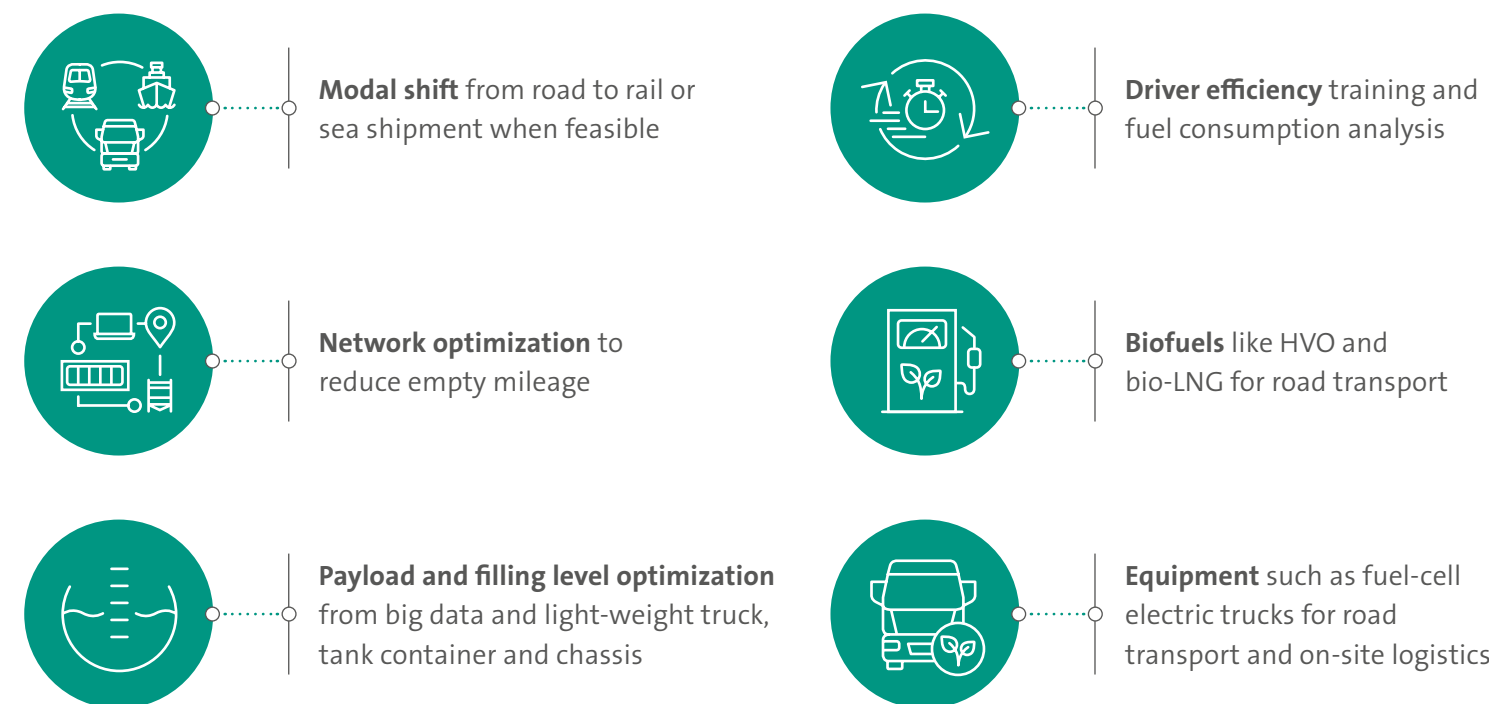 Modal shift from road to rail or
sea shipment when feasible
Network optimization to
reduce empty mileage
Payload and filling level optimization
from big data and light-weight truck,
tank container and chassis
Driver efficiency training and
fuel consumption analysis
Biofuels like HVO and
bio-LNG for road transport
Equipment such as fuel-cell
electric trucks for road
transport and on-site logistics